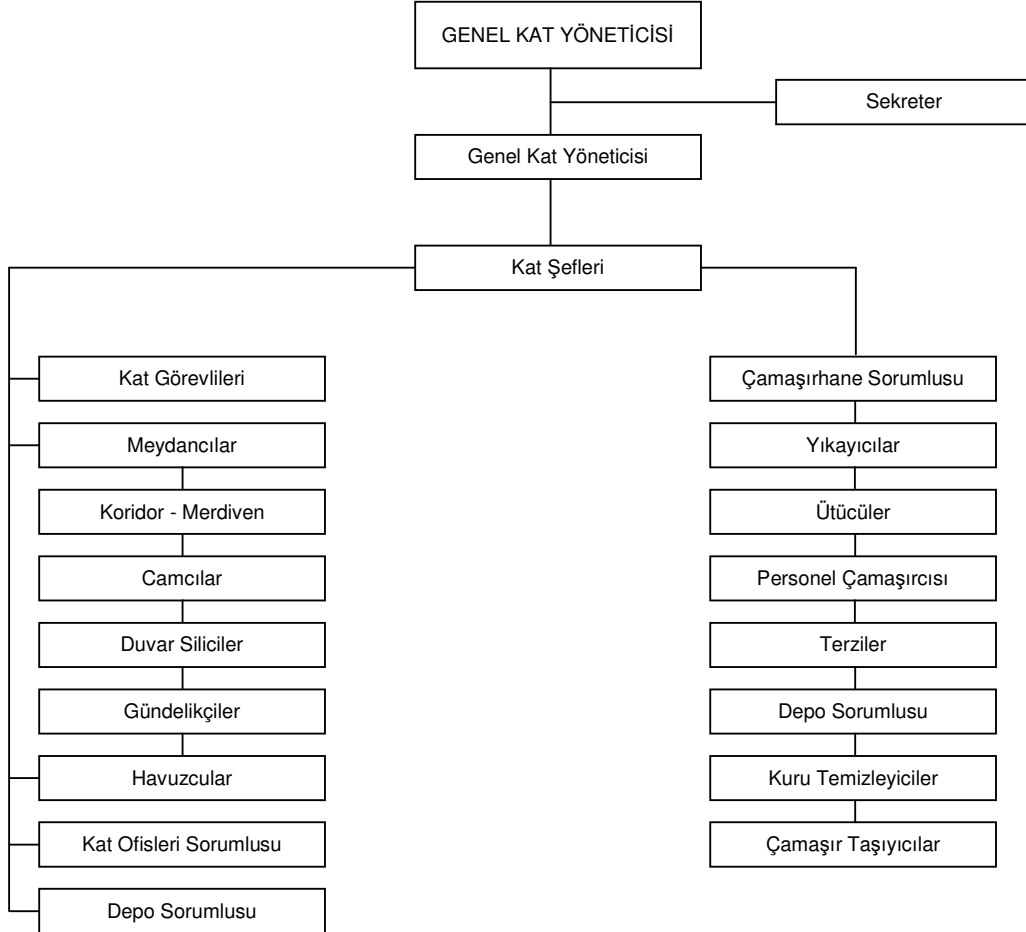 GENEL KAT YÖNETİCİSİ
Sekreter
Genel Kat Yöneticisi
Kat Şefleri
Kat Görevlileri
Meydancılar
Koridor - Merdiven
Camcılar
Duvar Siliciler
Gündelikçiler
Havuzcular
Kat Ofisleri Sorumlusu
Depo Sorumlusu
Çamaşırhane Sorumlusu
Yıkayıcılar
Ütücüler
Personel Çamaşırcısı
Terziler
Depo Sorumlusu
Kuru Temizleyiciler
Çamaşır Taşıyıcılar